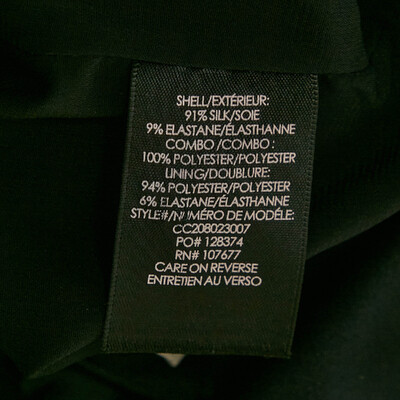 SHELL/EXTÉRIEUR:
91% SILK/SOIE
9% ELASTANE/ÉLASTHANNE
COMBO/COMBO:
100% POLYESTER/POLYESTER
LINING/DOUBLURE:
94% POLYESTER/POLYESTER
6% ELASTANE/ÉLASTHANNE
STYLE#/NUMÉRO DE MODÉLE:
CC208023007
PO# 128374
RN# 107677
CARE ON REVERSE
ENTRETIEN AU VERSO